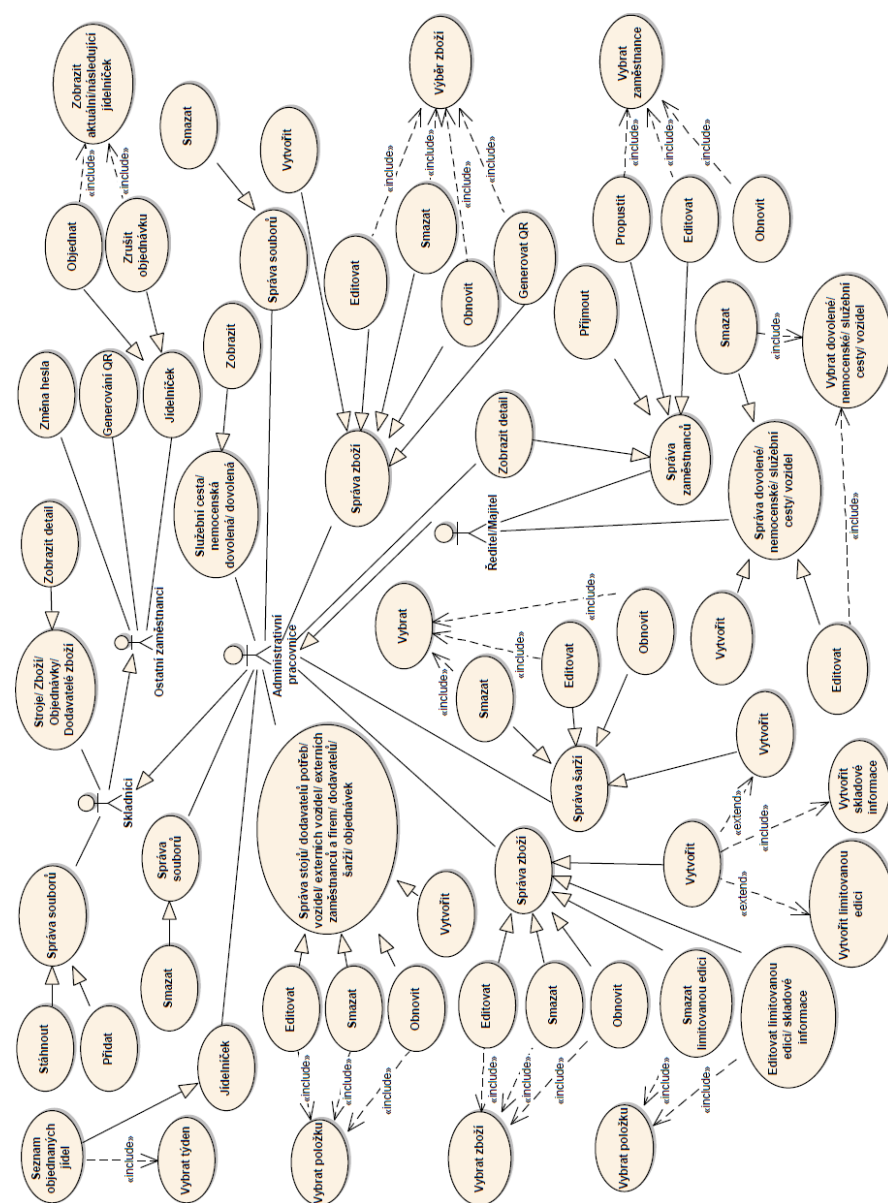 Zobrazit
aktuální/následující
jídelníček
«include»
«include»
Objednat
Zrušit
objednávku
Smazat
Vytvořit
Výběr zboží
Vybrat
zaměstnance
Změna hesla
Generování QR
Jídelníček
Správa souborů
Zobrazit
Editovat
Smazat
Obnovit
Generovat QR
«include»
«include»
«include»
Propustit
Editovat
Obnovit
«include»
«include»
«include»
Přijmout
Zobrazit detail
Stroje/ Zboží/
Objednávky/
Dodavatelé zboží
Ostatní zaměstnanci
Služební cesta/
nemocenská
dovolená/ dovolená
Správa zboží
Zobrazit detail
Správa
zaměstnanců
Smazat
«include»
Vybrat dovolené/
nemocenské/ služební
cesty/ vozidel
Skladníci
Administrativní
pracovnice
Ředitel/Majitel
Správa dovolené/
nemocenské/ služební
cesty/ vozidel
«include»
Vytvořit
Editovat
Správa souborů
Stáhnout
Přidat
Správa
souborů
Smazat
Jídelníček
Seznam
objednaných
jídel
«include»
Vybrat týden
Správa stojů/ dodavatelů potřeb/
vozidel/ externích vozidel/ externích
zaměstnanců a firem/ dodavatelů/
šarží/ objednávek
Vytvořit
Editovat
Smazat
Obnovit
«include»
«include»
«include»
Vybrat položku
Vybrat
«include»
«include»
«include»
Smazat
Editovat
Obnovit
Správa šarží
Vytvořit
Správa zboží
Vytvořit
«extend»
«include»
«extend»
Vytvořit
skladové
informace
Vytvořit limitovanou
edici
Editovat
Smazat
Obnovit
Smazat
limitovanou edici
Editovat limitovanou
edici/ skladové
informace
«include»
«include»
«include»
Vybrat zboží
«include»
«include»
Vybrat položku